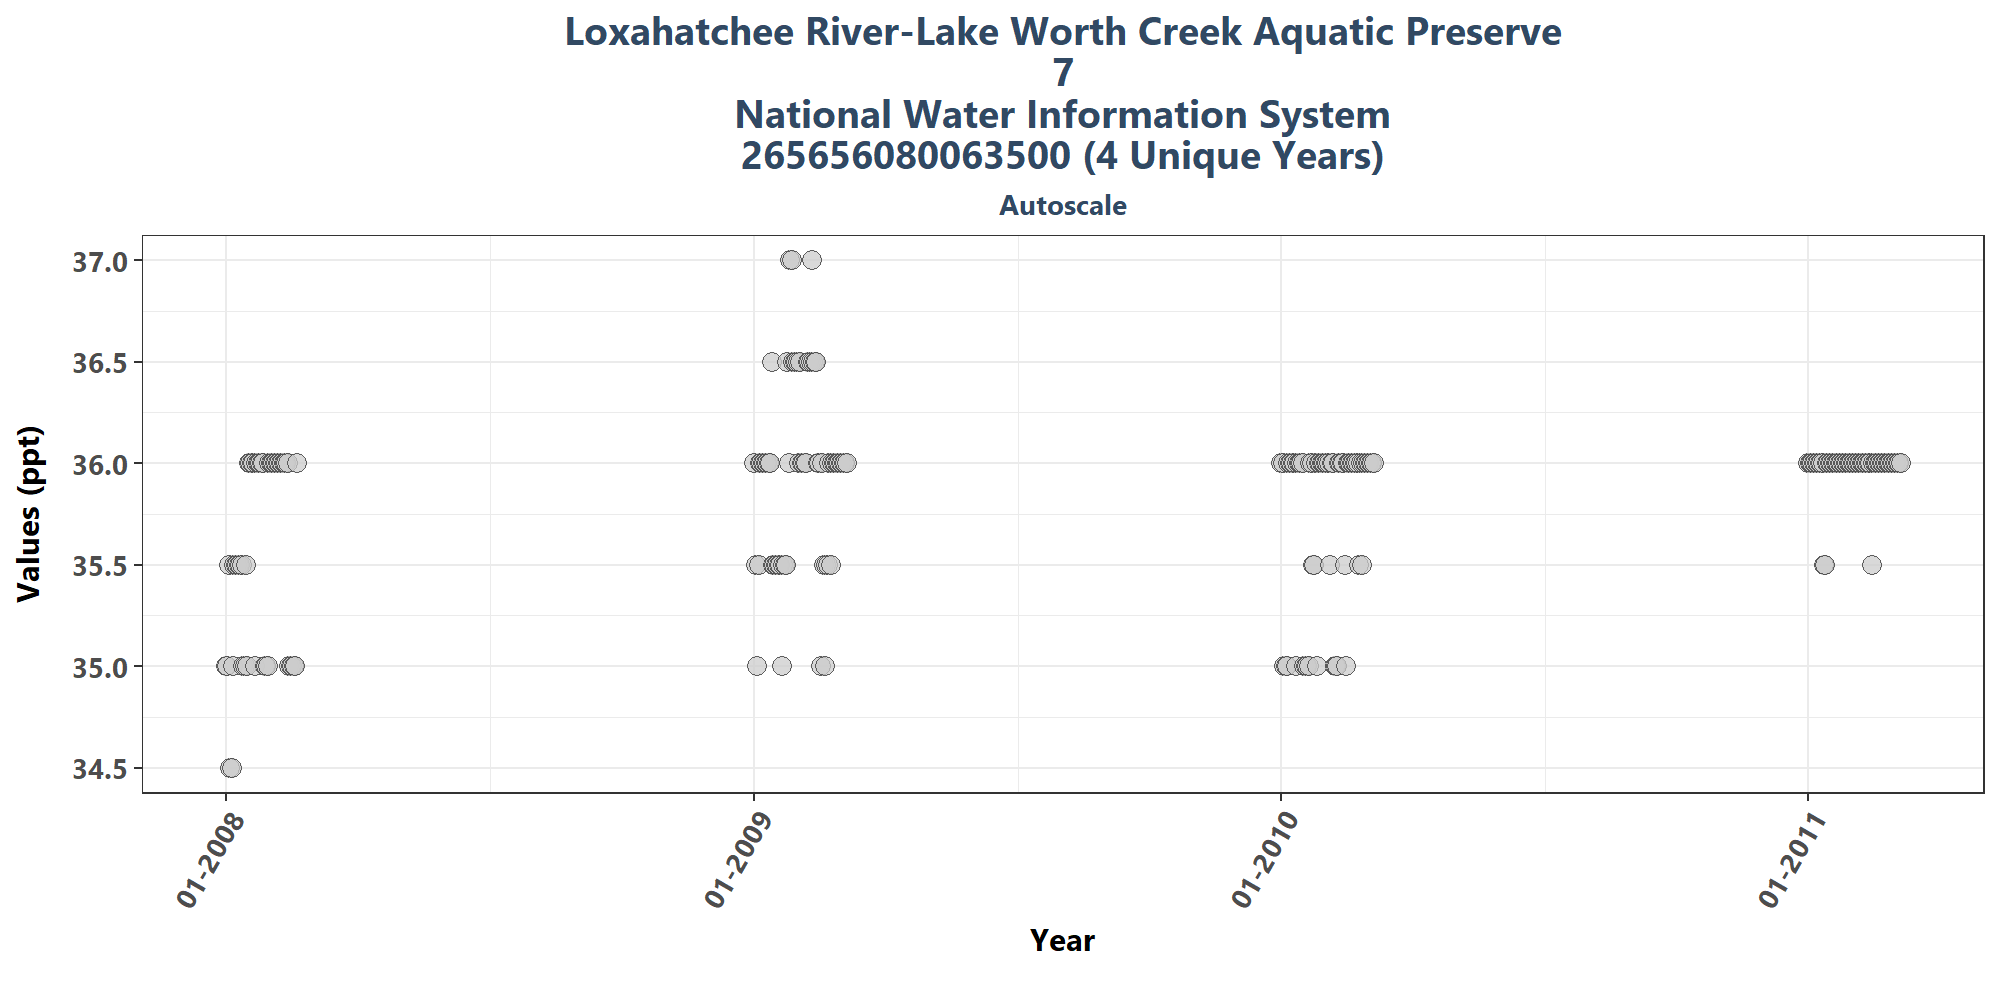 Loxahatchee River-Lake Worth Creek Aquatic Preserve
7
National Water Information System
265656080063500 (4 Unique Years)
Autoscale
37.0
36.5
36.0
35.5
35.0
34.5
Values (ppt)
01-2008
01-2009
01-2010
01-2011
Year